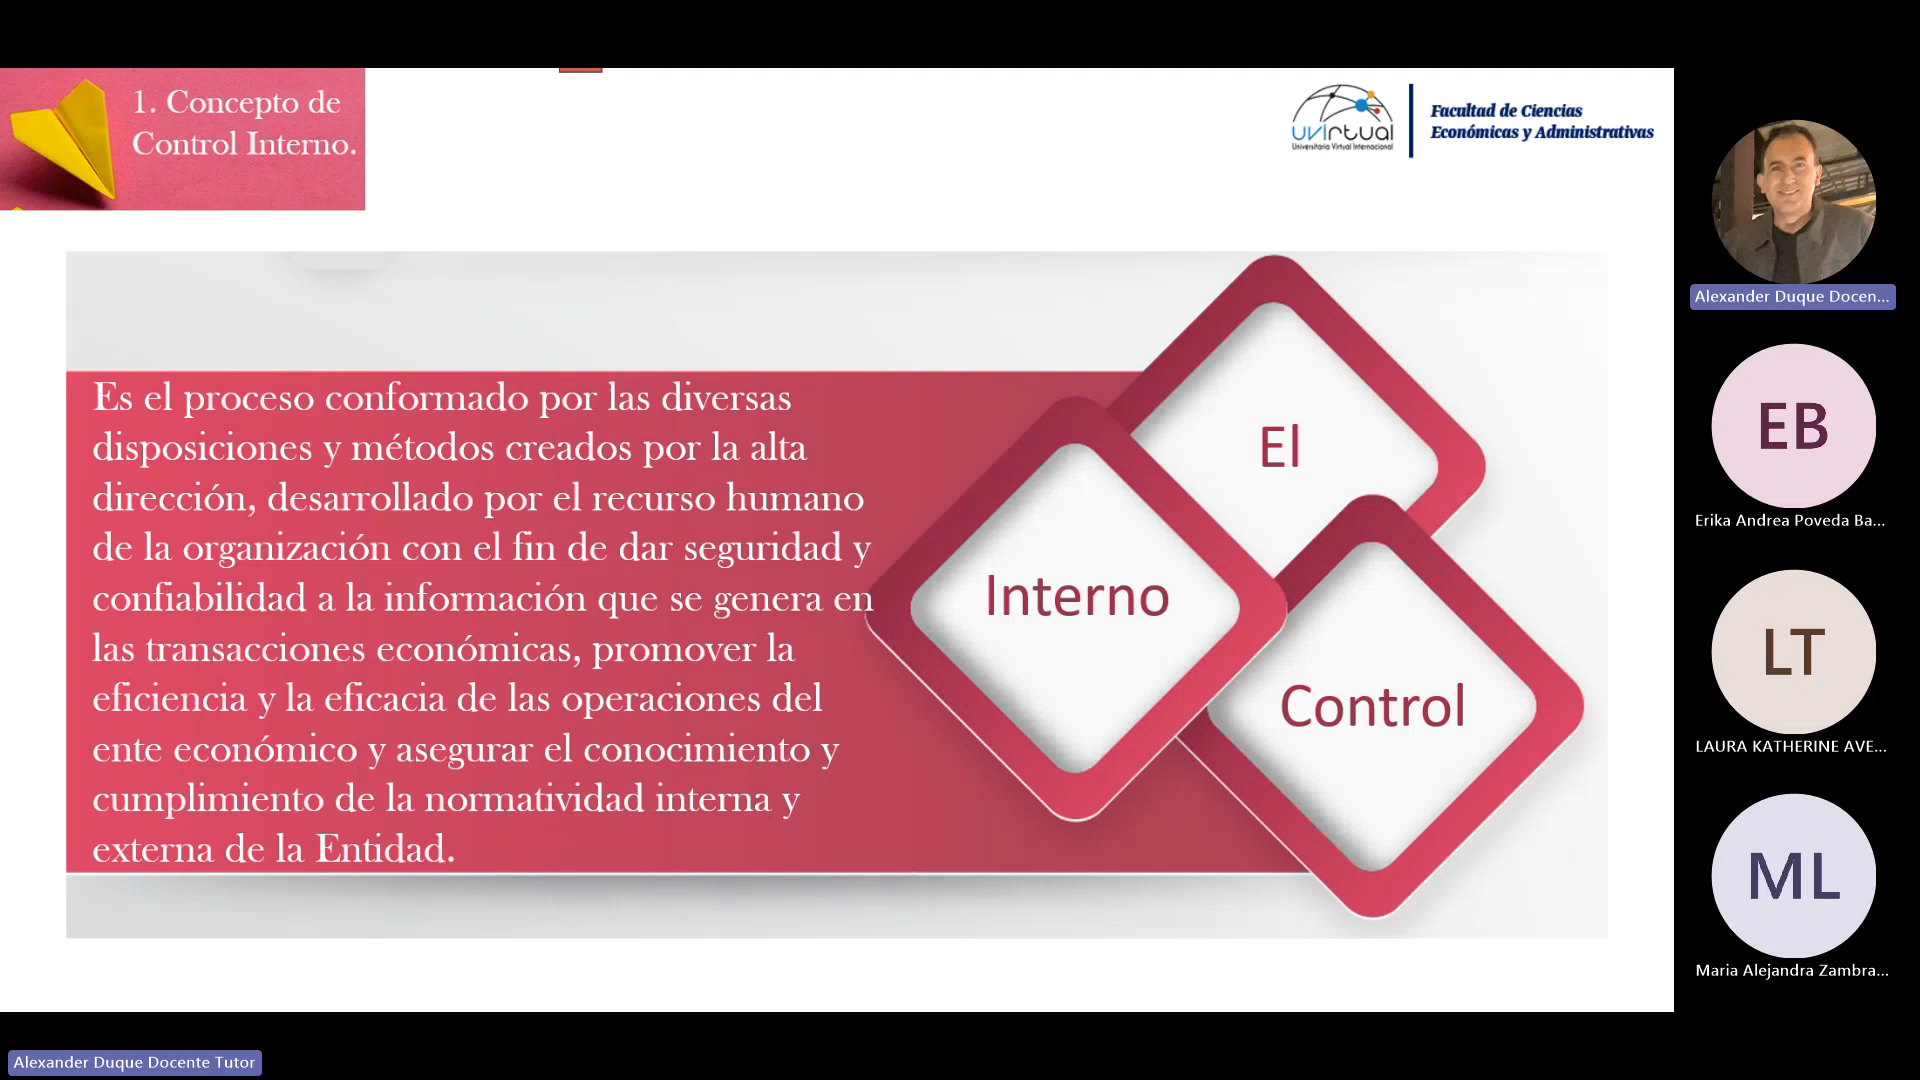 1. Concepto de
Control Interno.
uvirtual
Universitaria Virtual Internacional
Facultad de Ciencias
Económicas y Administrativas
Es el proceso conformado por las diversas
disposiciones y métodos creados por la alta
dirección, desarrollado por el recurso humano
de la organización con el fin de dar seguridad y
confiabilidad a la información que se genera en
las transacciones económicas, promover la
eficiencia y la eficacia de las operaciones del
ente económico y asegurar el conocimiento y
cumplimiento de la normatividad interna y
externa de la Entidad.
El
Interno
Control
Alexander Duque Docen...
EB
Erika Andrea Poveda Ba...
LT
LAURA KATHERINE AVE...
ML
Maria Alejandra Zambra...
Alexander Duque Docente Tutor